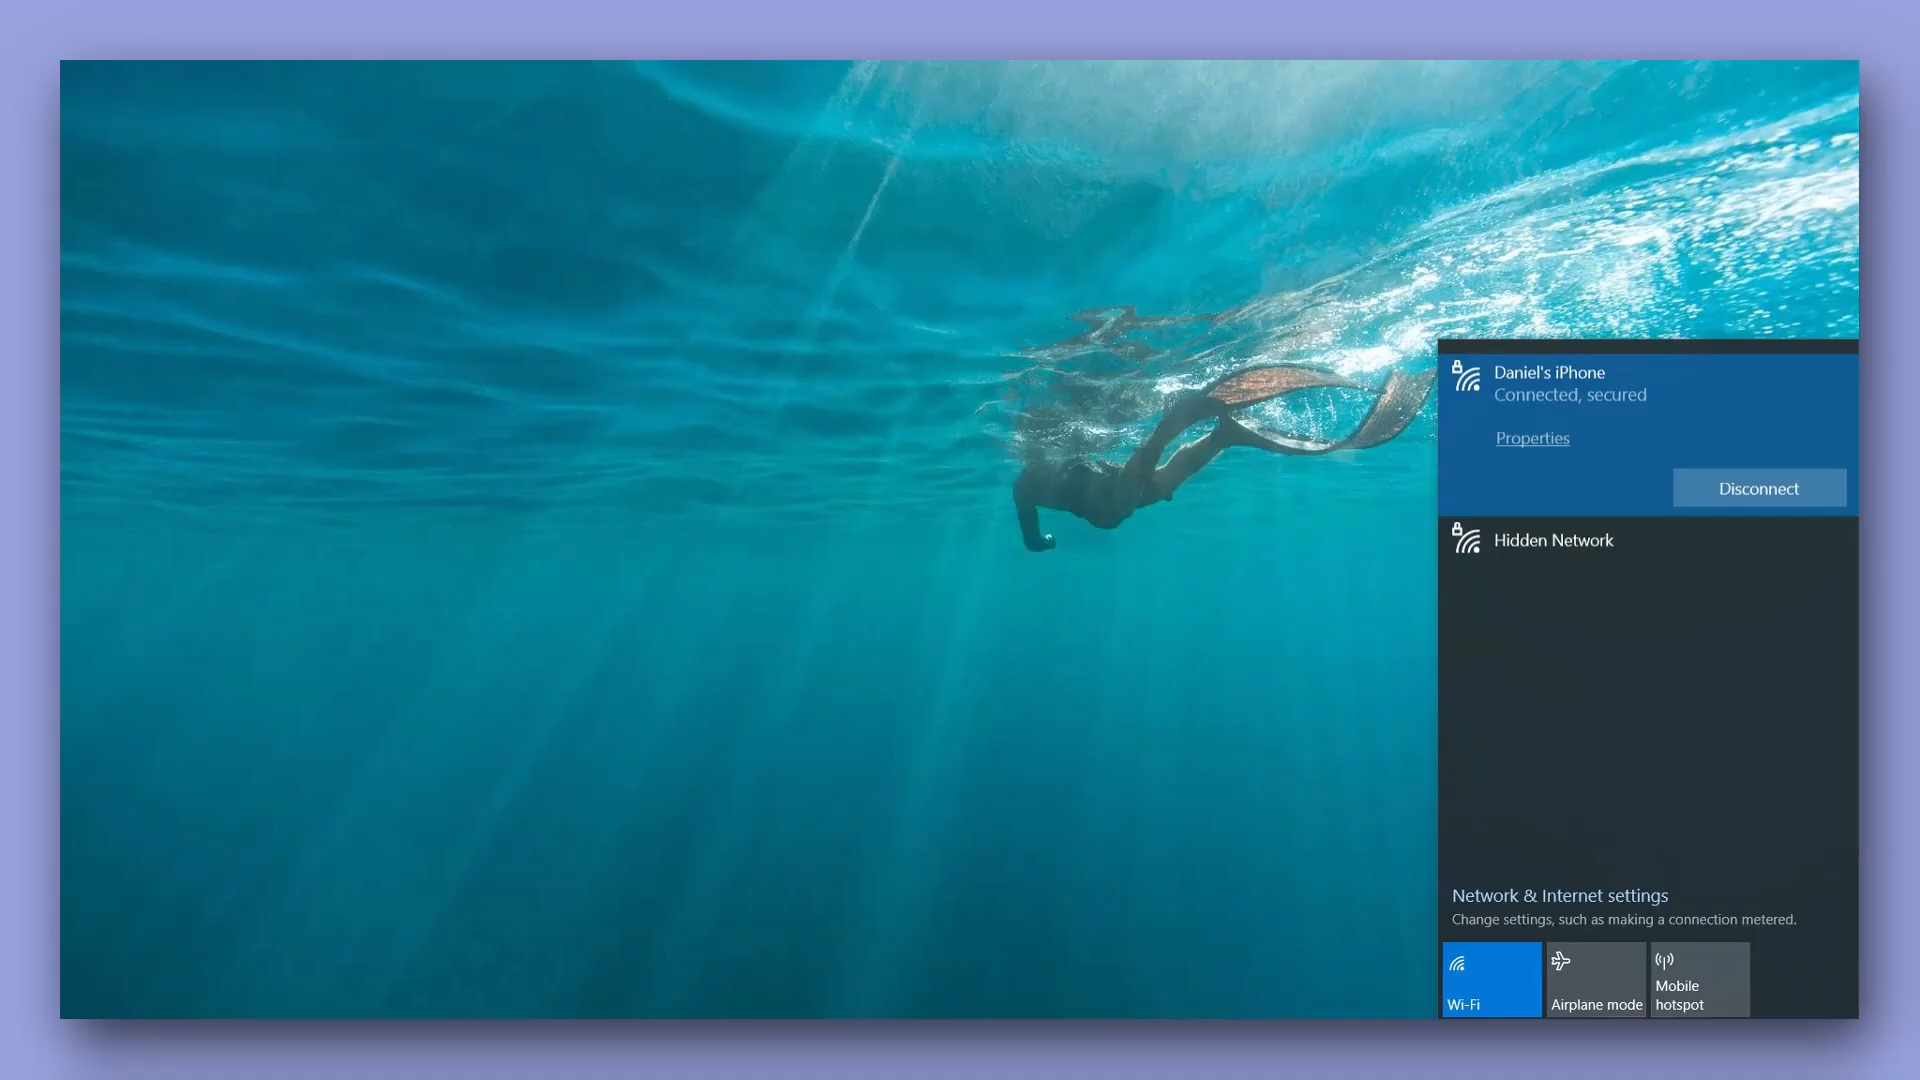 Daniel's iPhone
Connected, secured
Properties
Disconnect
Hidden Network
Network & Internet settings
Change settings, such as making a connection metered.
Wi-Fi
Airplane mode
Mobile
hotspot